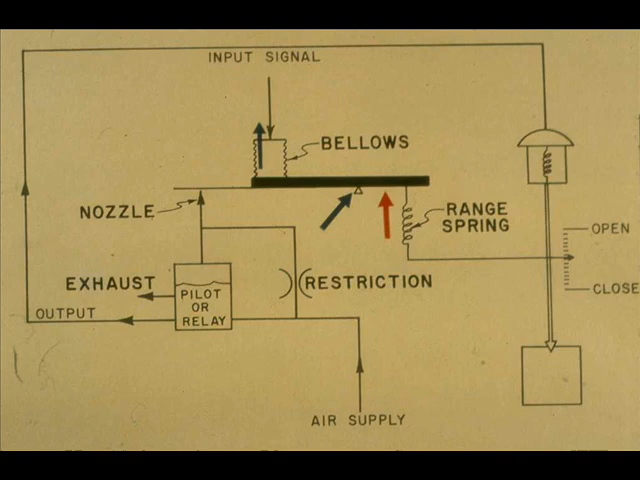 INPUT SIGNAL
BELLOWS
NOZZLE
RANGE
SPRING
OPEN
EXHAUST
RESTRICTION
PILOT
OR
RELAY
CLOSE
OUTPUT
AIR SUPPLY